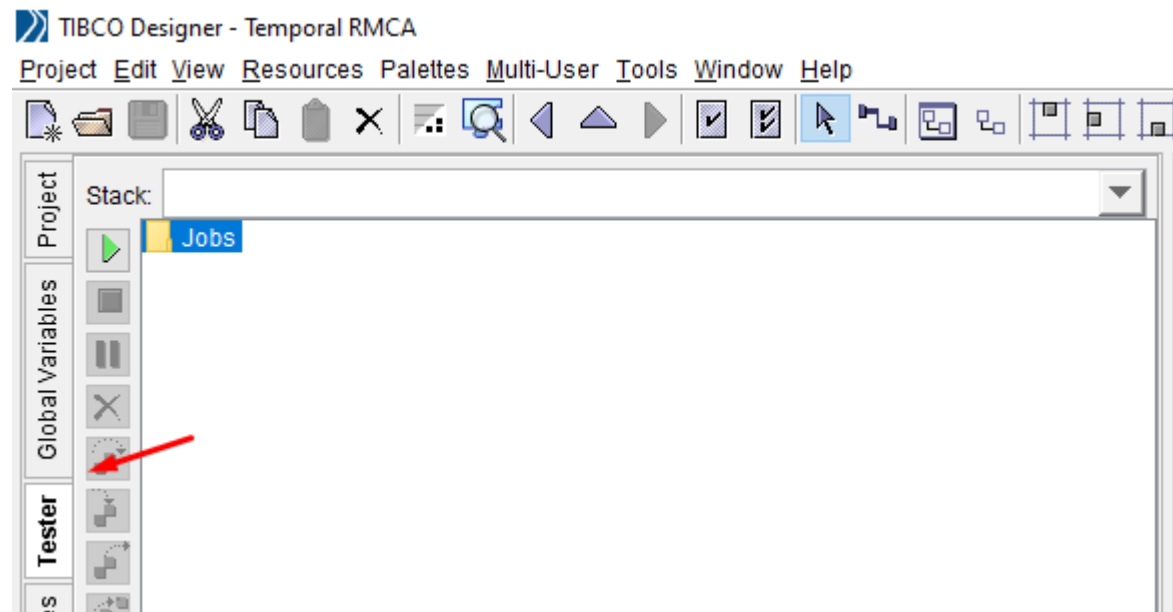 TIBCO Designer - Temporal RMCA
Project Edit View Resources Palettes Multi-User Tools Window Help
Project
Stack:
Jobs
Global Variables
Tester